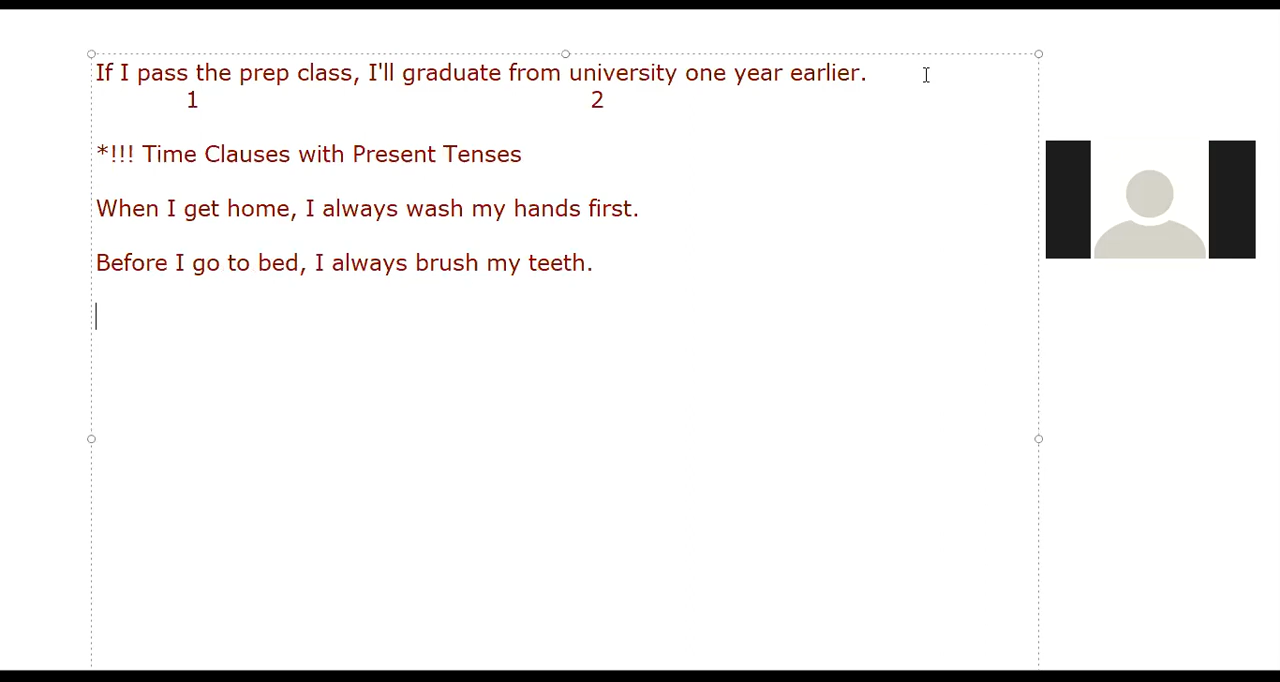 If I pass the prep class, I'll graduate from university one year earlier.
1 2
*!!! Time Clauses with Present Tenses
When I get home, I always wash my hands first.
Before I go to bed, I always brush my teeth.